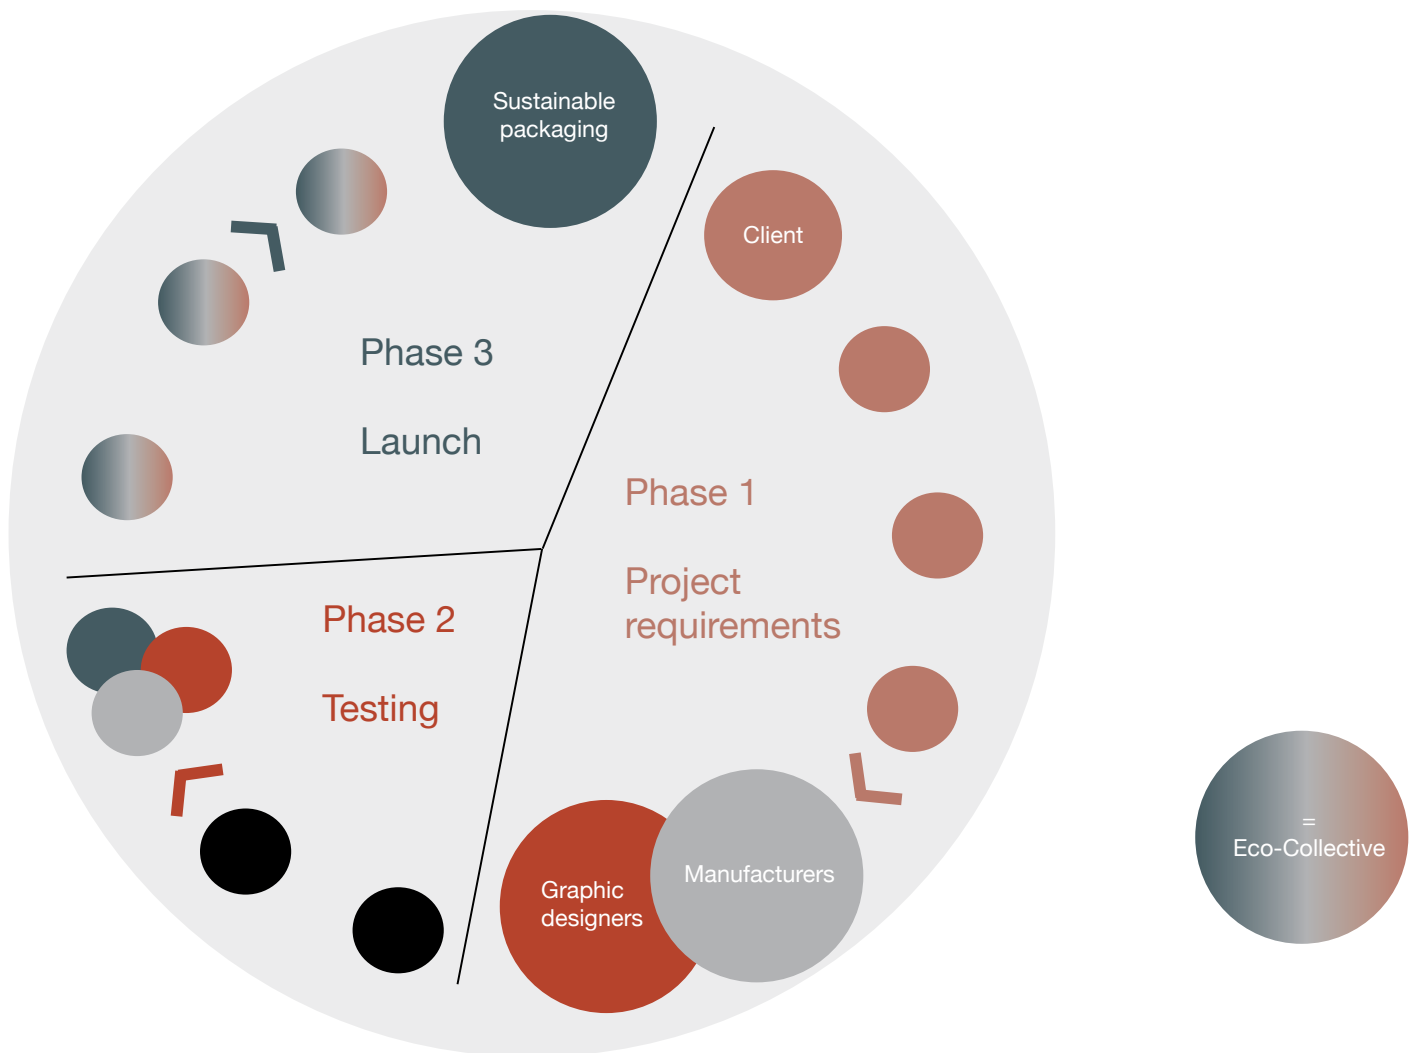 Sustainable
packaging
Client
Phase 3
Launch
Phase 1
Project
requirements
Phase 2
Testing
Graphic
designers
Manufacturers
=
Eco-Collective